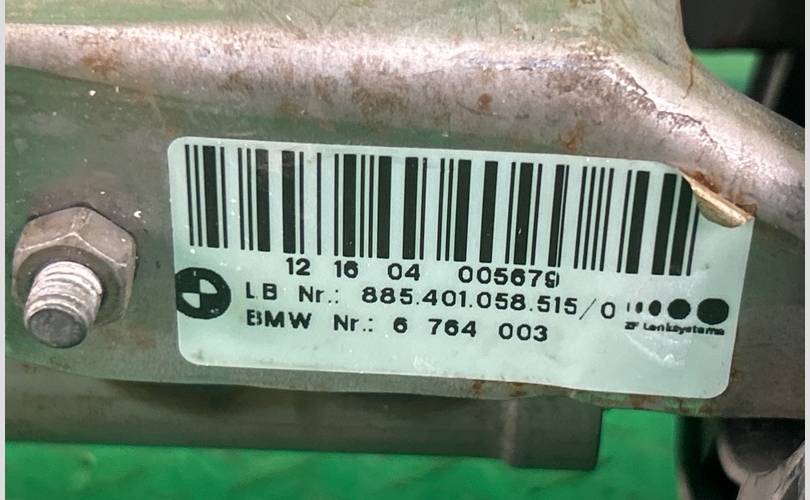 12 16 04 005679
LB Nr.: 885.401.058.515/0
ZF Lenksysteme
BMW Nr.: 6 764 003